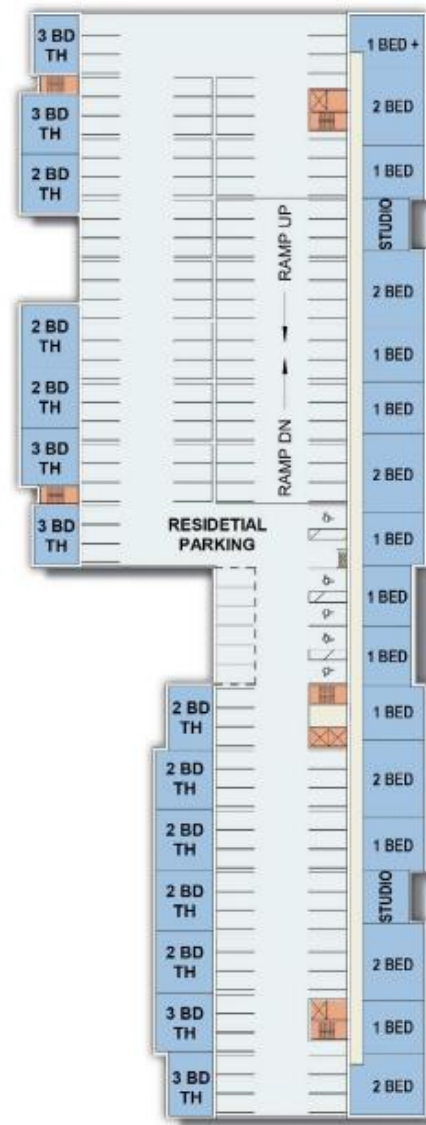 3 BD
TH
3 BD
TH
2 BD
TH
2 BD
TH
2 BD
TH
3 BD
TH
3 BD
TH
RAMP UP
RAMP DN
RESIDETIAL
PARKING
2 BD
TH
2 BD
TH
2 BD
TH
2 BD
TH
2 BD
TH
3 BD
TH
3 BD
TH
1 BED +
2 BED
1 BED
STUDIO
2 BED
1 BED
1 BED
2 BED
1 BED
1 BED
1 BED
1 BED
2 BED
1 BED
STUDIO
2 BED
1 BED
2 BED